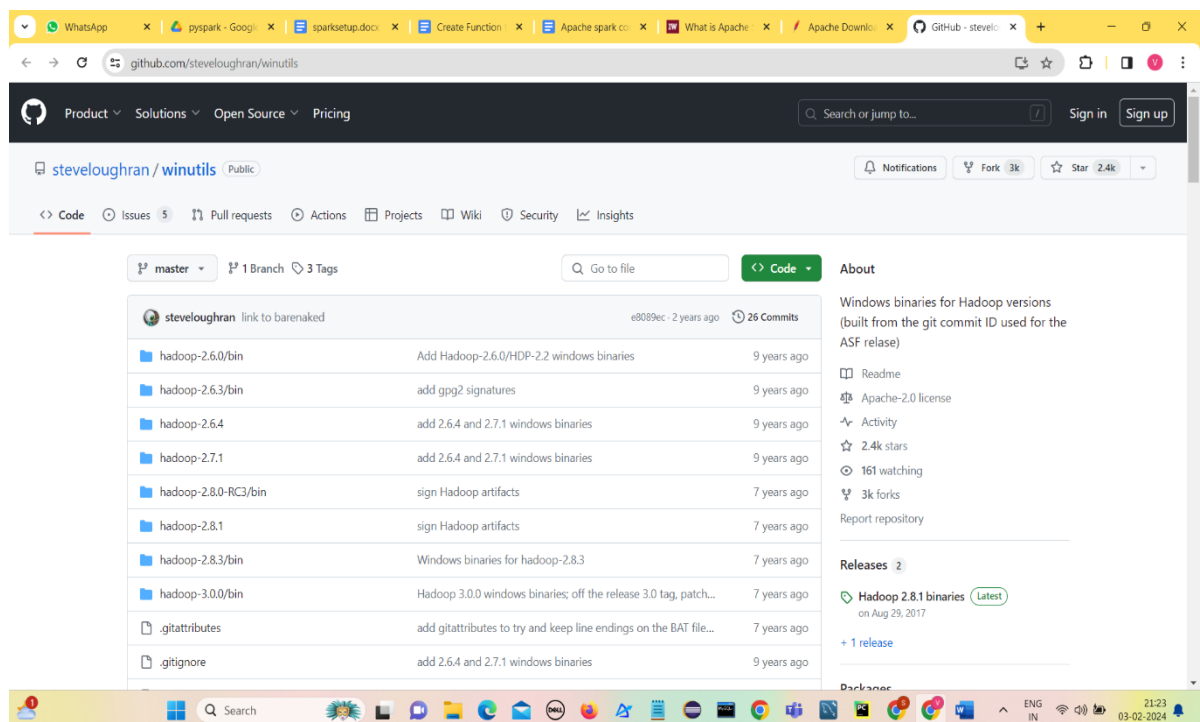 WhatsApp
pyspark - Googl
sparksetup.docx
Create Function
Apache spark co
What is Apache
Apache Downlo
GitHub - stevelo
github.com/steveloughran/winutils
V
Product Solutions Open Source Pricing
Search or jump to... /
Sign in Sign up
steveloughran / winutils Public
Notifications Fork 3k Star 2.4k
Code Issues 5 Pull requests Actions Projects Wiki Security Insights
master 1 Branch 3 Tags Go to file Code
steveloughran link to barenaked e8089ec · 2 years ago 26 Commits
hadoop-2.6.0/bin Add Hadoop-2.6.0/HDP-2.2 windows binaries 9 years ago
hadoop-2.6.3/bin add gpg2 signatures 9 years ago
hadoop-2.6.4 add 2.6.4 and 2.7.1 windows binaries 9 years ago
hadoop-2.7.1 add 2.6.4 and 2.7.1 windows binaries 9 years ago
hadoop-2.8.0-RC3/bin sign Hadoop artifacts 7 years ago
hadoop-2.8.1 sign Hadoop artifacts 7 years ago
hadoop-2.8.3/bin Windows binaries for hadoop-2.8.3 7 years ago
hadoop-3.0.0/bin Hadoop 3.0.0 windows binaries; off the release 3.0 tag, patch... 7 years ago
.gitattributes add gitattributes to try and keep line endings on the BAT file... 7 years ago
.gitignore add 2.6.4 and 2.7.1 windows binaries 9 years ago
About
Windows binaries for Hadoop versions
(built from the git commit ID used for the
ASF relase)
Readme
Apache-2.0 license
Activity
2.4k stars
161 watching
3k forks
Report repository
Releases 2
Hadoop 2.8.1 binaries Latest
on Aug 29, 2017
+ 1 release
Packages
1
Search
DELL
PC
W
ENG
IN
21:23
03-02-2024